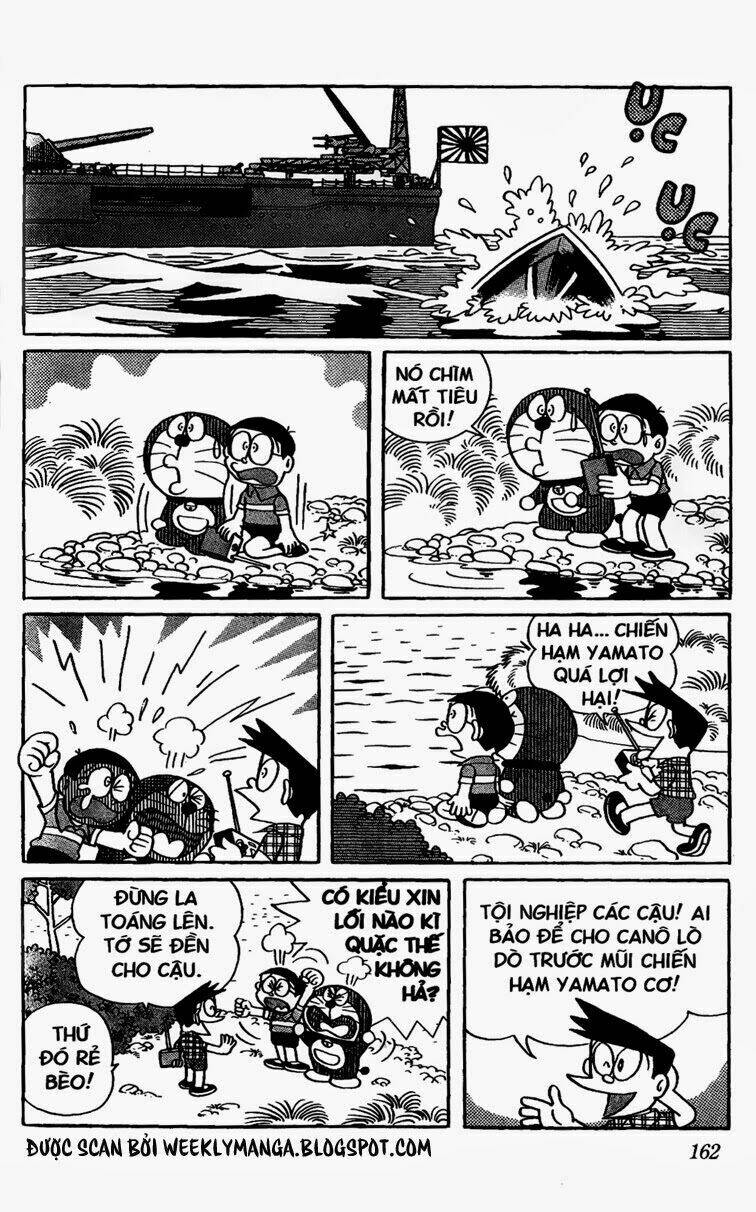 ỤC
ỤC
NÓ CHÌM
MẤT TIÊU
RỒI!
HA HA... CHIẾN
HẠM YAMATO
QUÁ LỢI
HẠI!
ĐỪNG LA
TOÁNG LÊN.
TỚ SẼ ĐỀN
CHO CẬU.
THỨ
ĐÓ RẺ
BÈO!
CÓ KIỂU XIN
LỖI NÀO KÌ
QUẶC THẾ
KHÔNG
HẢ?
TỘI NGHIỆP CÁC CẬU! AI
BẢO ĐỂ CHO CANÔ LÒ
DÒ TRƯỚC MŨI CHIẾN
HẠM YAMATO CƠ!
ĐƯỢC SCAN BỞI WEEKLYMANGA.BLOGSPOT.COM
162